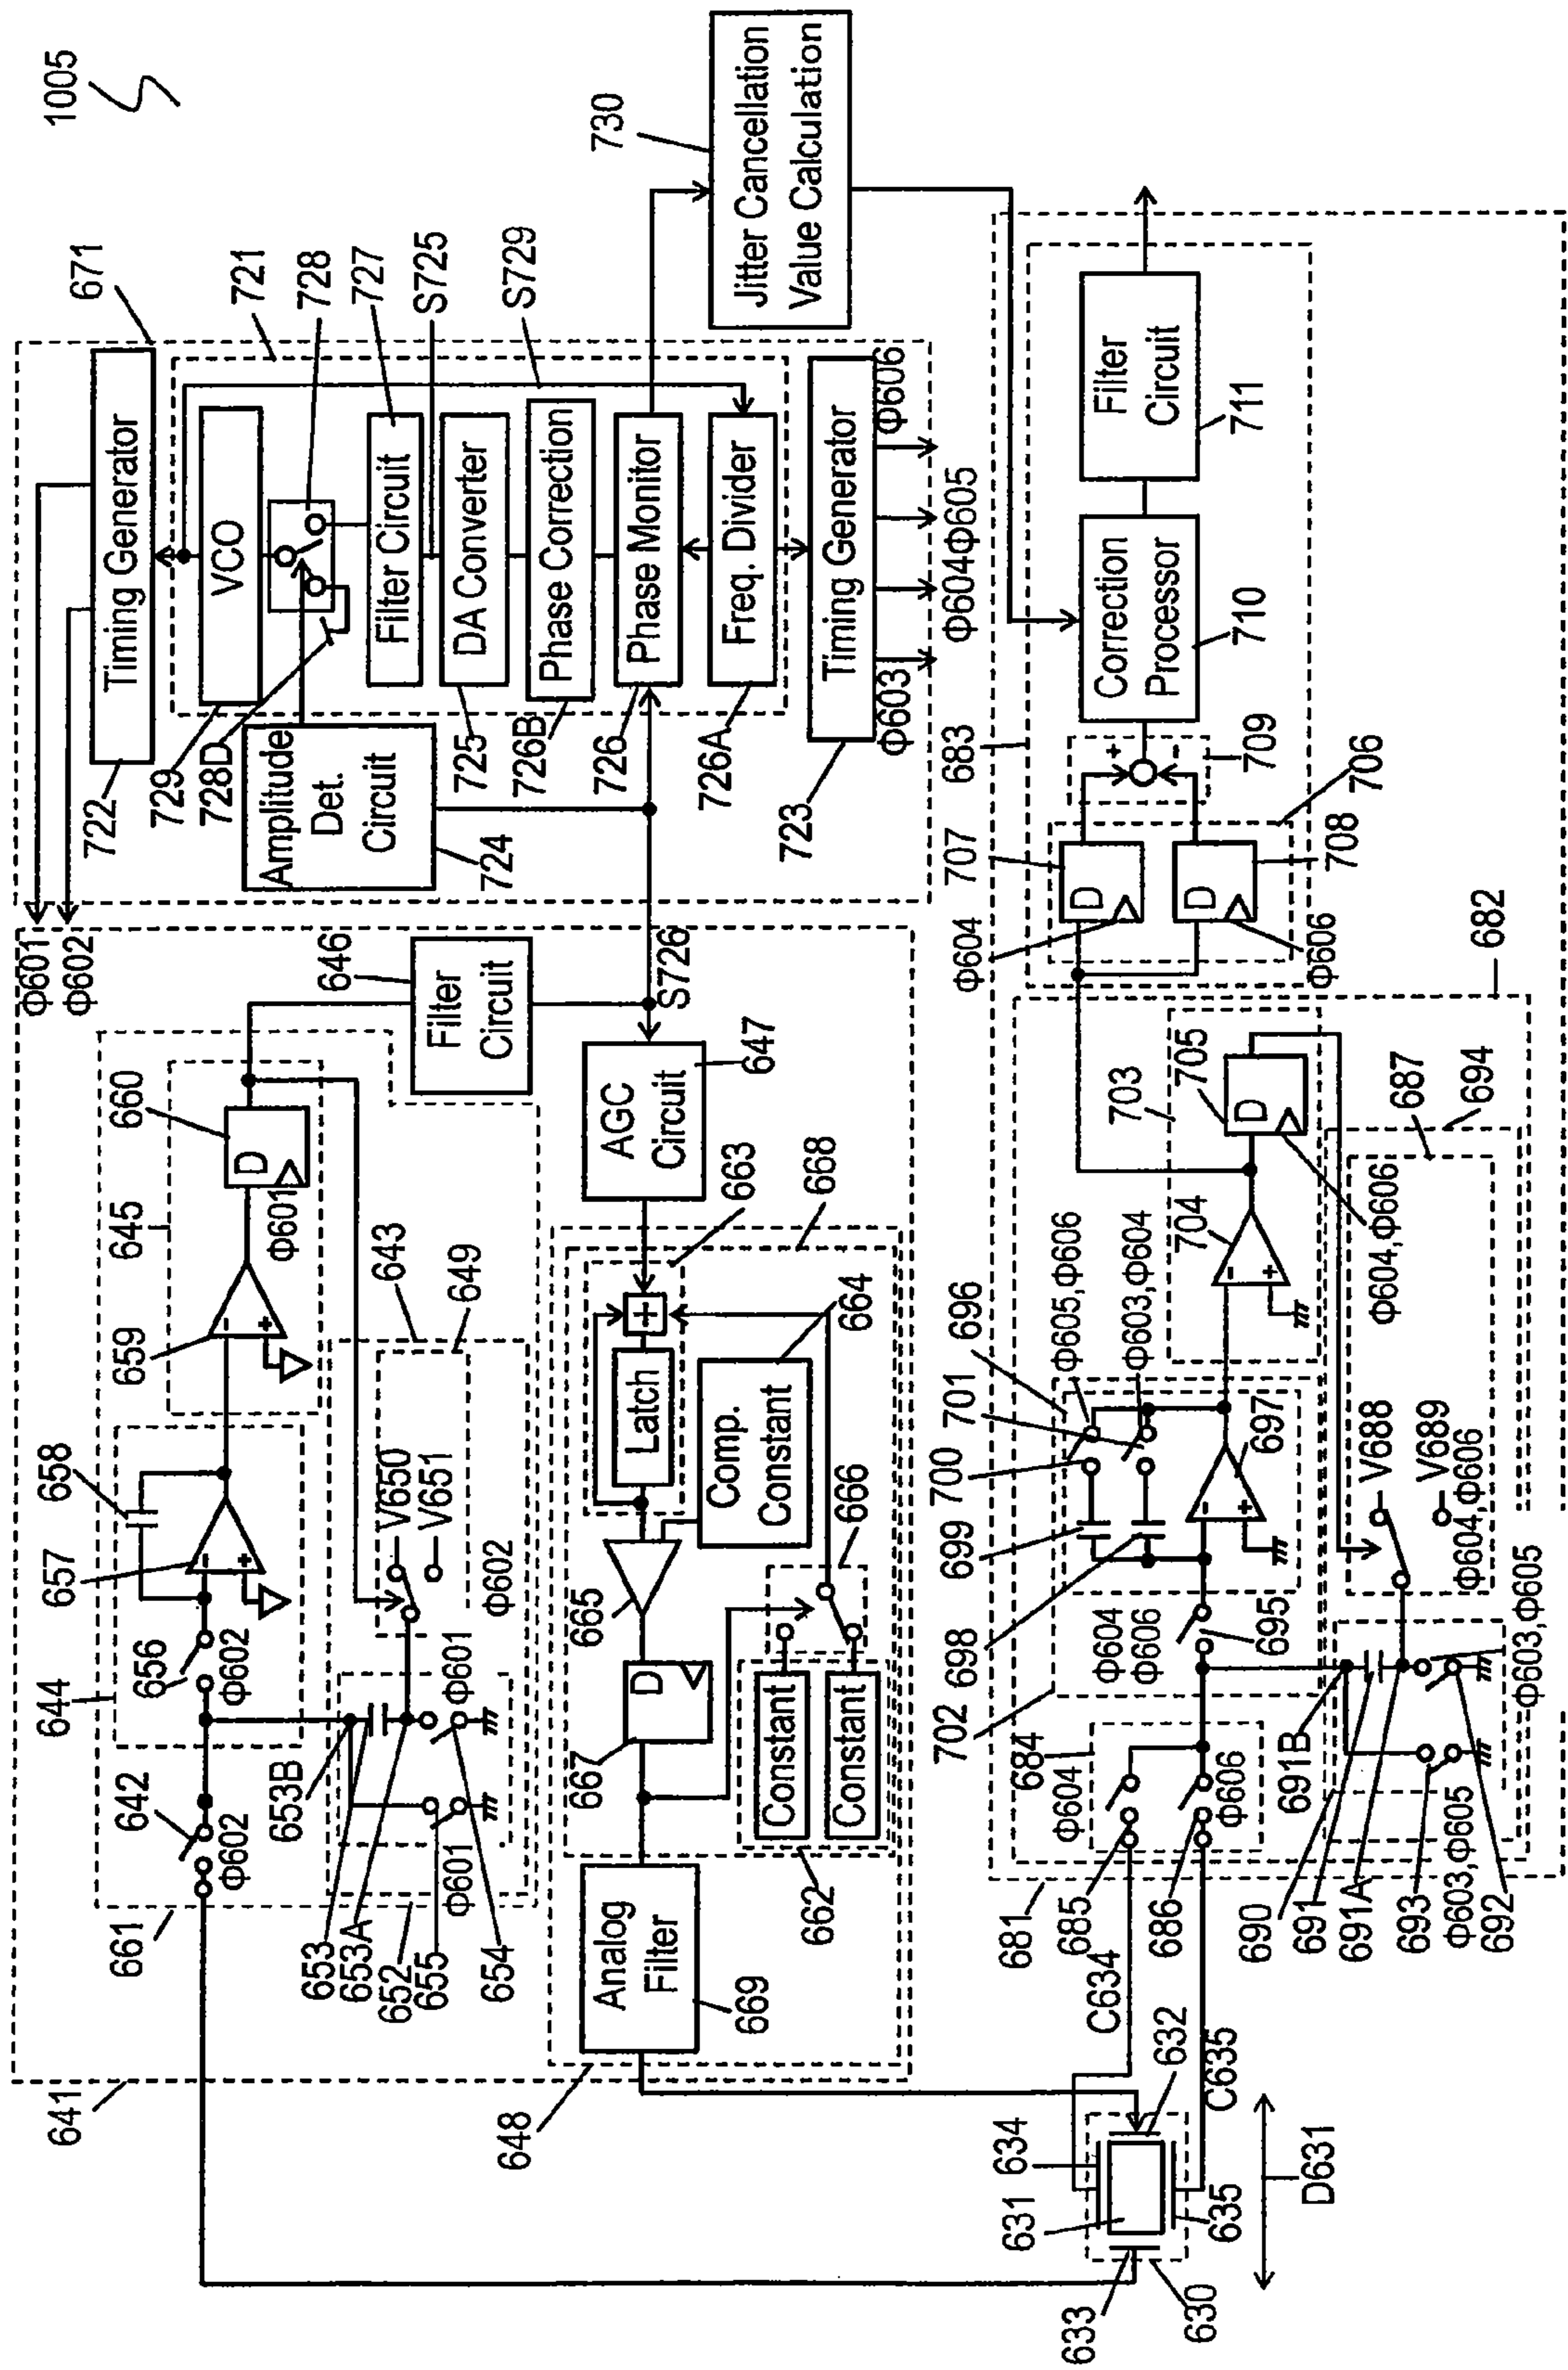 1005
671
Timing Generator
722
Φ601
Φ602
721
VCO
729
728
728D
Filter Circuit
727
S725
DA Converter
725
Phase Correction
726B
S729
Phase Monitor
726
Freq. Divider
726A
Timing Generator
723
Φ603
Φ604
Φ605
Φ606
Amplitude
Det.
Circuit
724
730
Jitter Cancellation
Value Calculation
641
661
642
Φ602
644
656
Φ602
657
-
+
658
645
659
-
+
660
D
Φ601
646
Filter
Circuit
S726
643
649
V650
V651
Φ602
653B
653
653A
652
655
654
Φ601
Φ601
AGC
Circuit
647
648
668
663
+
Latch
664
Comp.
Constant
665
666
D
667
Constant
Constant
662
Analog
Filter
669
630
631
632
633
634
635
C634
C635
D631
681
682
683
684
685
686
Φ604
Φ606
702
695
Φ604
Φ606
696
697
-
+
698
699
700
701
Φ605,Φ606
Φ603,Φ604
703
704
-
+
705
D
Φ604,Φ606
687
694
V688
V689
Φ604,Φ606
690
691
691A
691B
692
693
Φ603,Φ605
Φ603,Φ605
706
707
D
Φ604
708
D
Φ606
709
+
-
Correction
Processor
710
Filter
Circuit
711